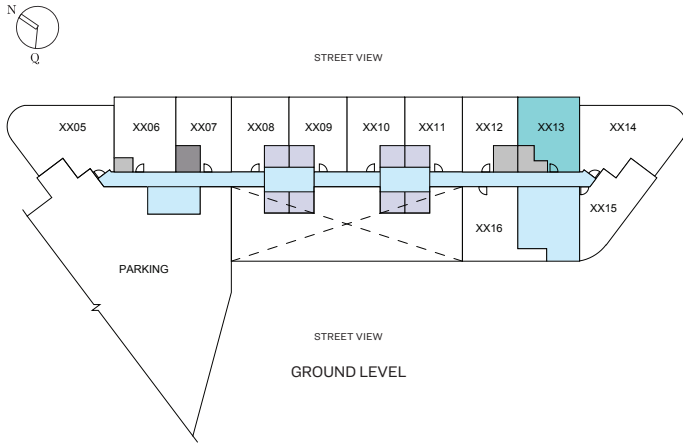 N
Q
STREET VIEW
XX05 XX06 XX07 XX08 XX09 XX10 XX11 XX12 XX13 XX14
XX15
XX16
PARKING
STREET VIEW
GROUND LEVEL